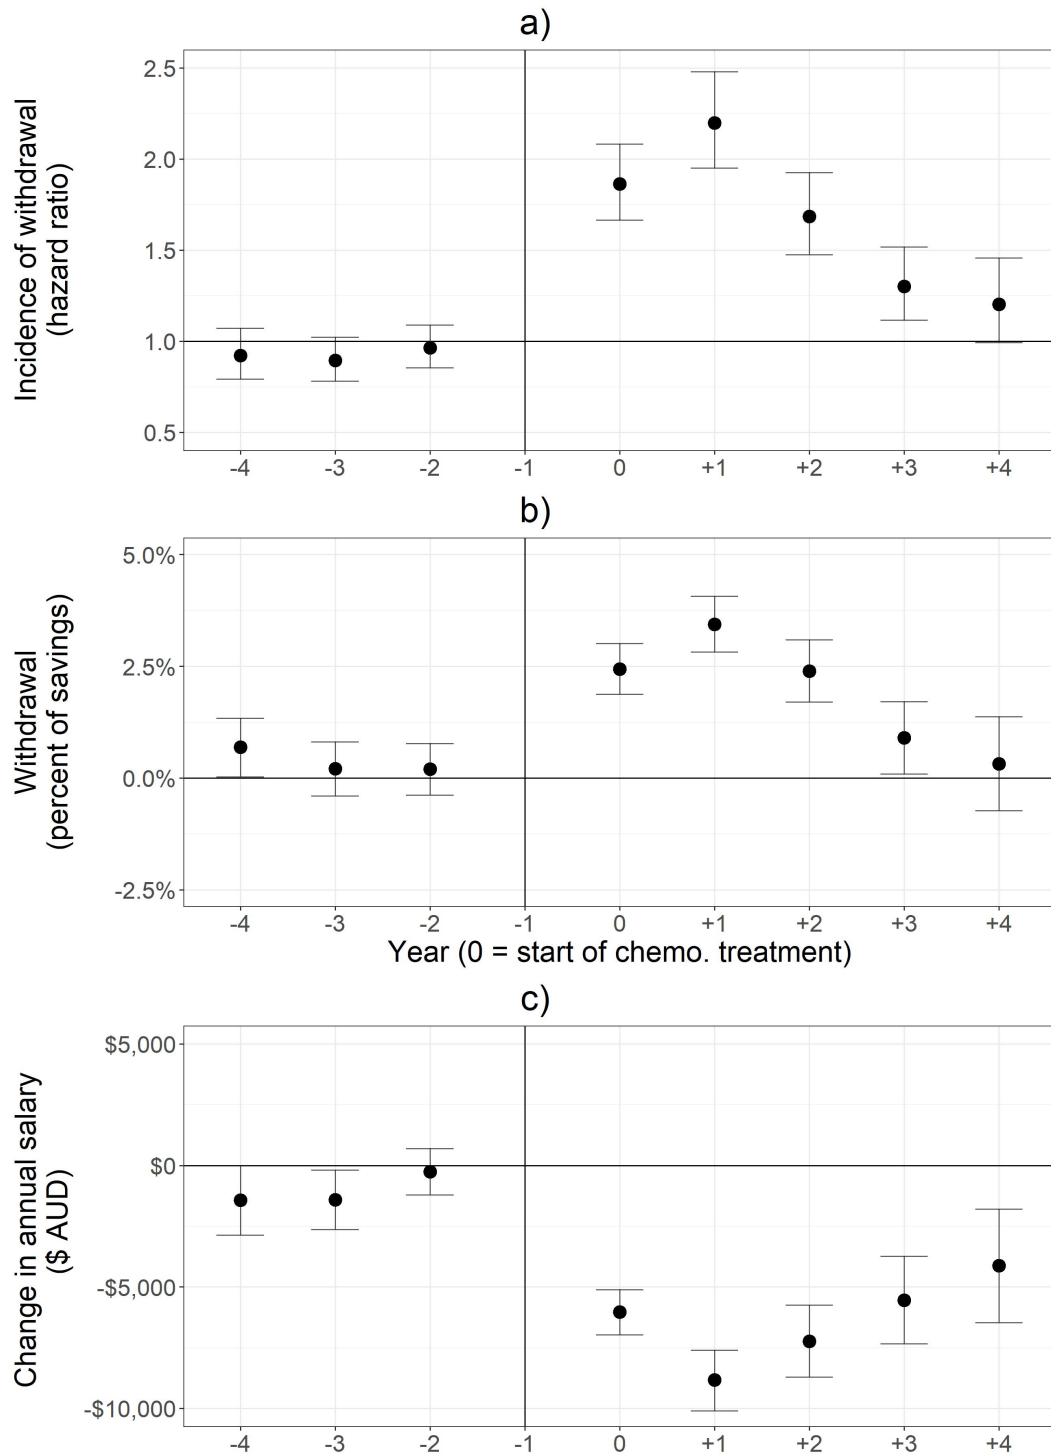 a)
Incidence of withdrawal
(hazard ratio)
2.5
2.0
1.5
1.0
0.5
-4 -3 -2 -1 0 +1 +2 +3 +4
b)
Withdrawal
(percent of savings)
5.0%
2.5%
0.0%
-2.5%
-4 -3 -2 -1 0 +1 +2 +3 +4
Year (0 = start of chemo. treatment)
c)
Change in annual salary
($ AUD)
$5,000
$0
-$5,000
-$10,000
-4 -3 -2 -1 0 +1 +2 +3 +4